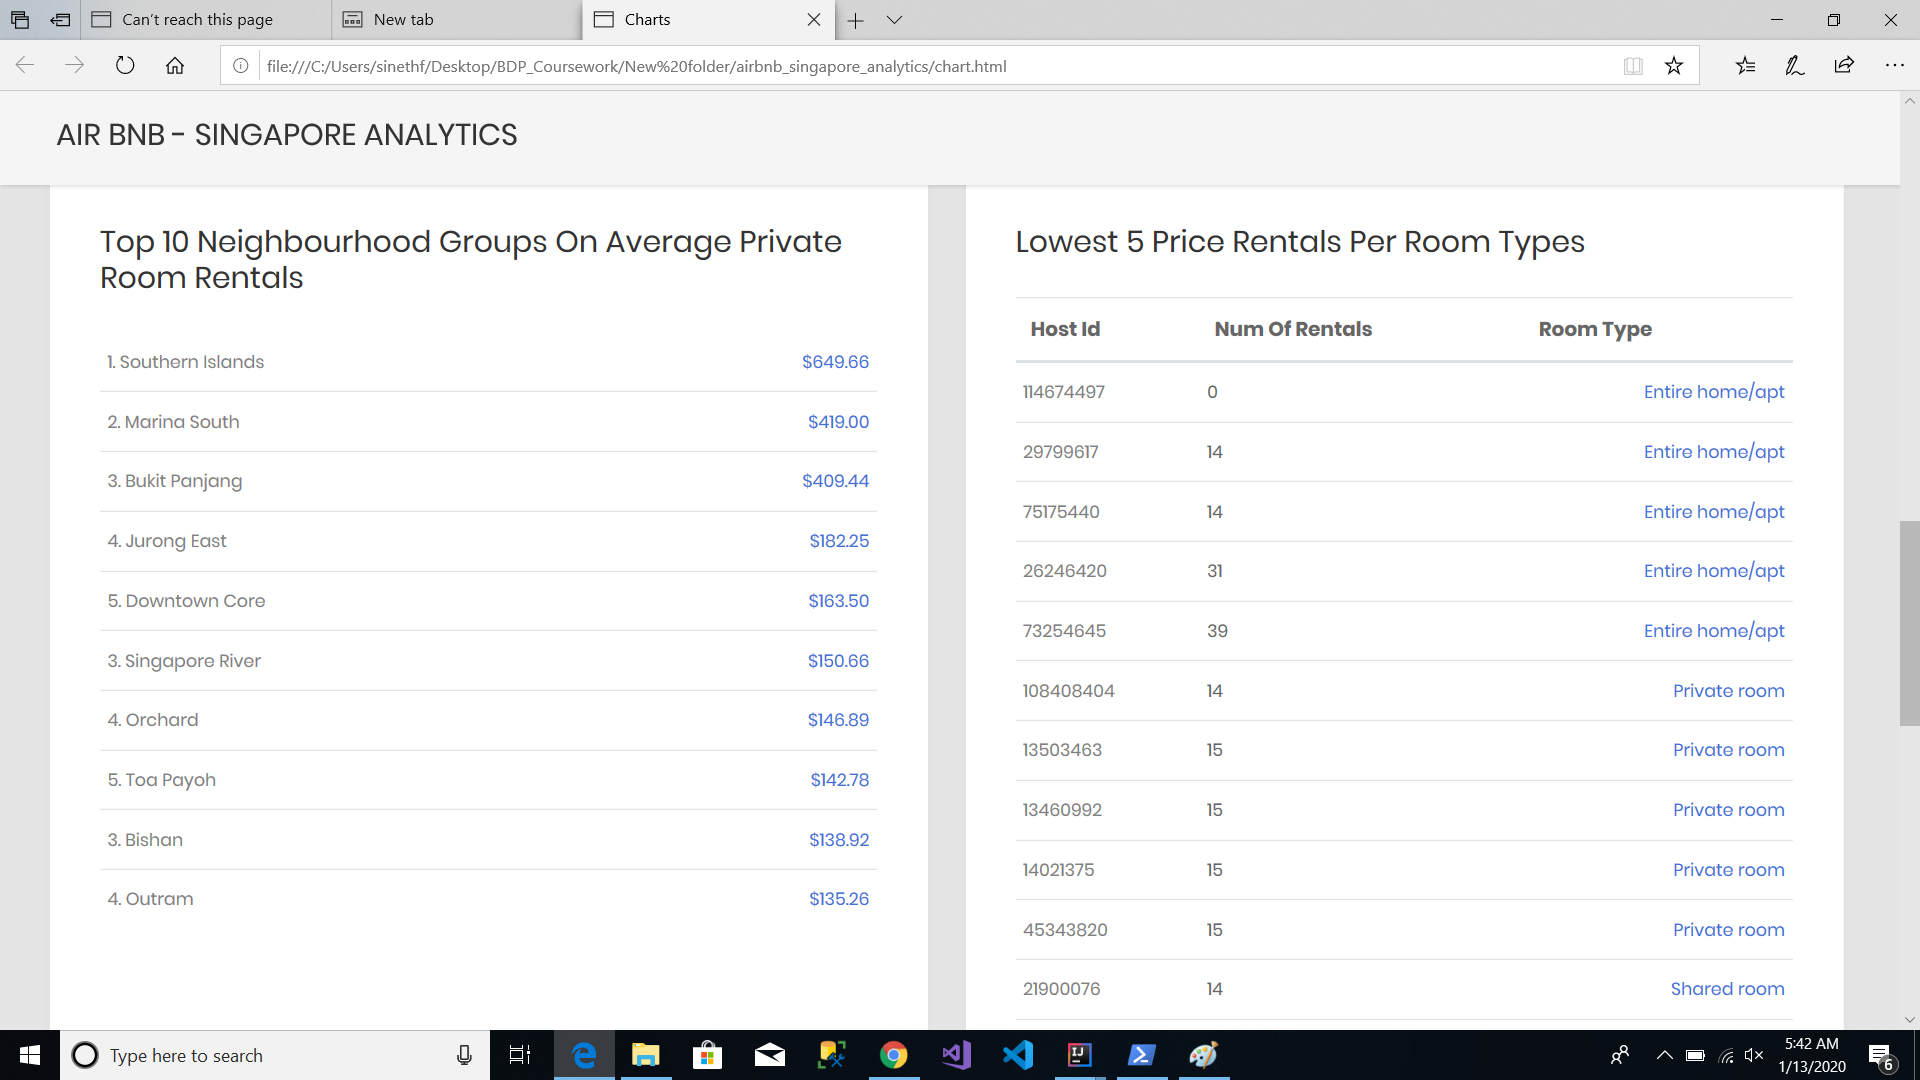 Can't reach this page
New tab
Charts
file:///C:/Users/sinethf/Desktop/BDP_Coursework/New%20folder/airbnb_singapore_analytics/chart.html
AIR BNB - SINGAPORE ANALYTICS
Top 10 Neighbourhood Groups On Average Private
Room Rentals
1. Southern Islands $649.66
2. Marina South $419.00
3. Bukit Panjang $409.44
4. Jurong East $182.25
5. Downtown Core $163.50
3. Singapore River $150.66
4. Orchard $146.89
5. Toa Payoh $142.78
3. Bishan $138.92
4. Outram $135.26
Lowest 5 Price Rentals Per Room Types
Host Id Num Of Rentals Room Type
114674497 0 Entire home/apt
29799617 14 Entire home/apt
75175440 14 Entire home/apt
26246420 31 Entire home/apt
73254645 39 Entire home/apt
108408404 14 Private room
13503463 15 Private room
13460992 15 Private room
14021375 15 Private room
45343820 15 Private room
21900076 14 Shared room
Type here to search
5:42 AM
1/13/2020
6